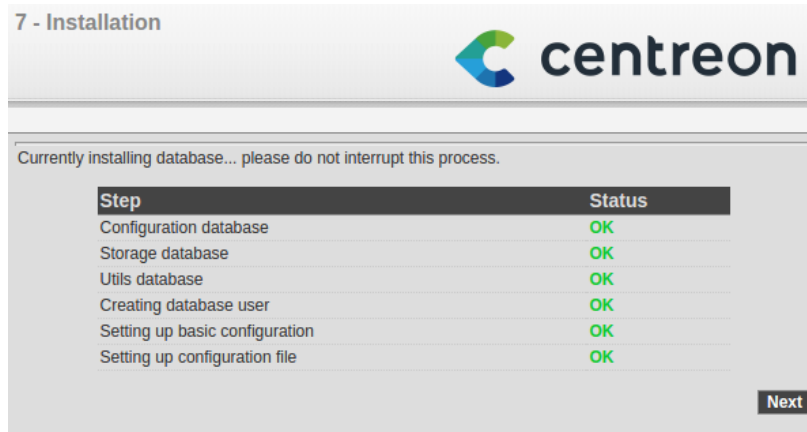 7 - Installation
centreon
Currently installing database... please do not interrupt this process.
Step Status
Configuration database OK
Storage database OK
Utils database OK
Creating database user OK
Setting up basic configuration OK
Setting up configuration file OK
Next